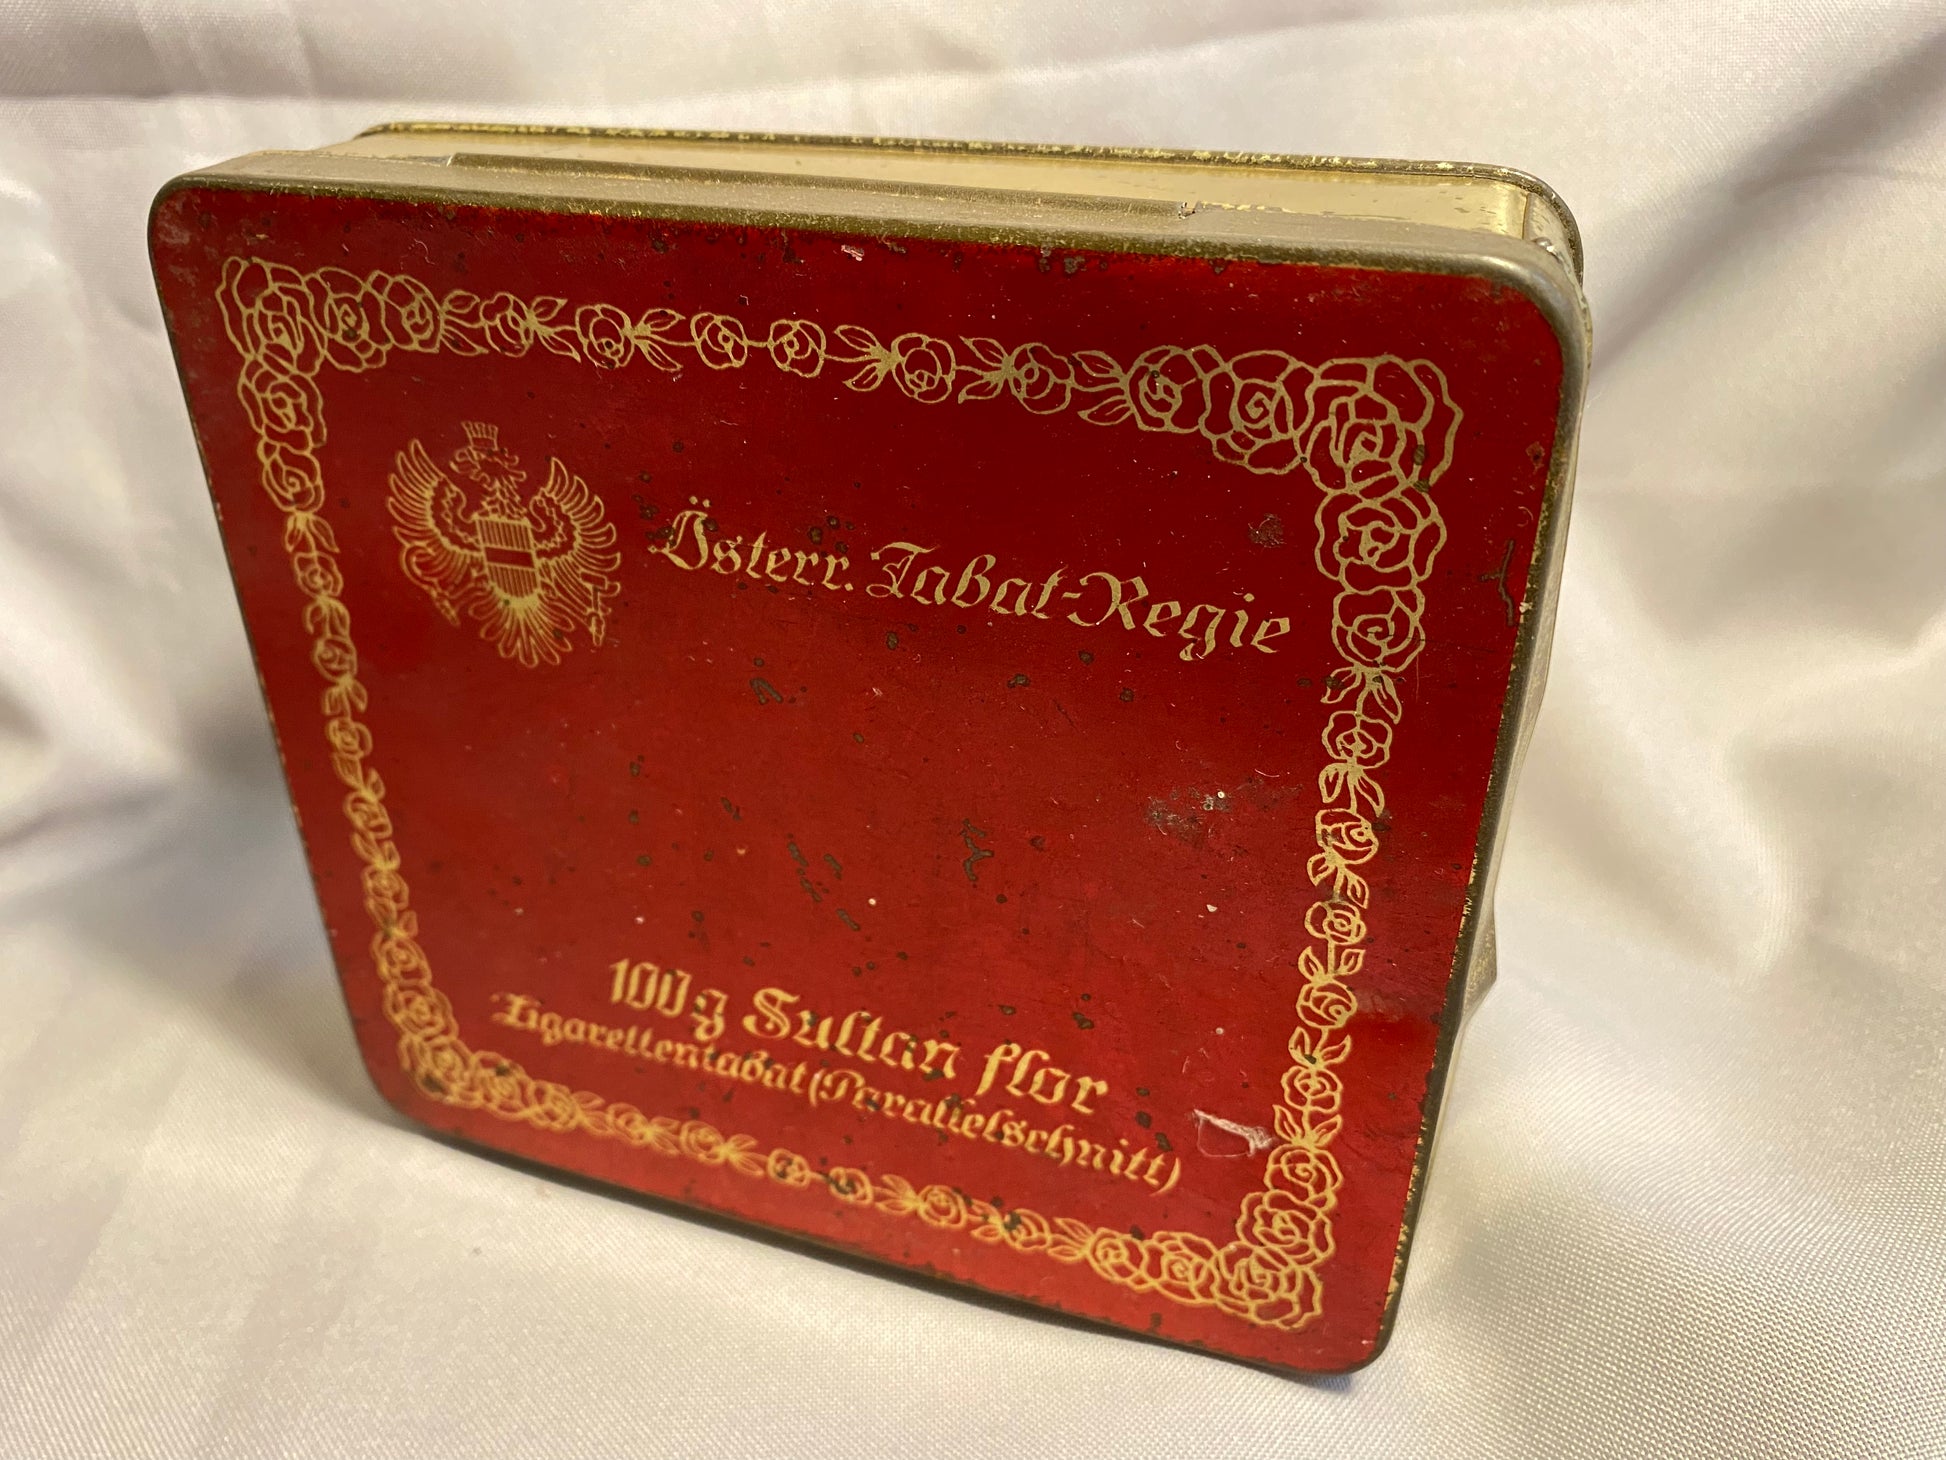 Österr. Tabak-Regie
100 g Sultan flor
Zigarettentabak (Parallelschnitt)